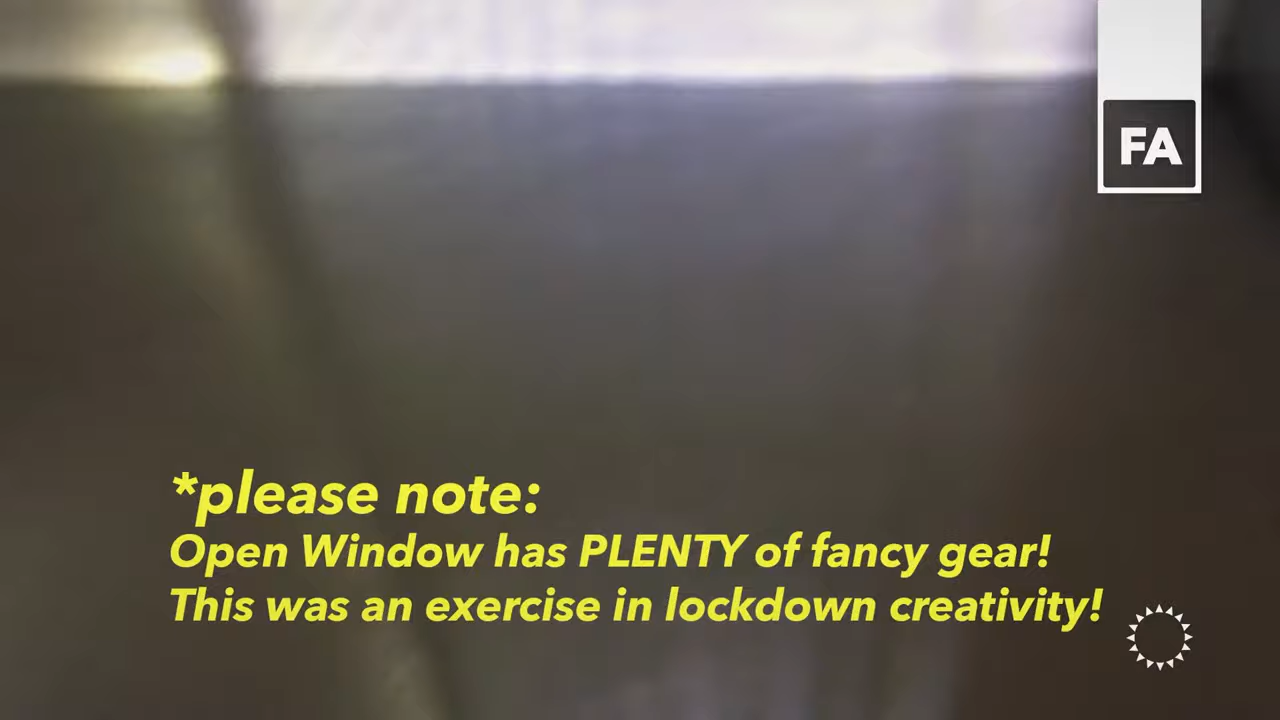 FA
*please note:
Open Window has PLENTY of fancy gear!
This was an exercise in lockdown creativity!